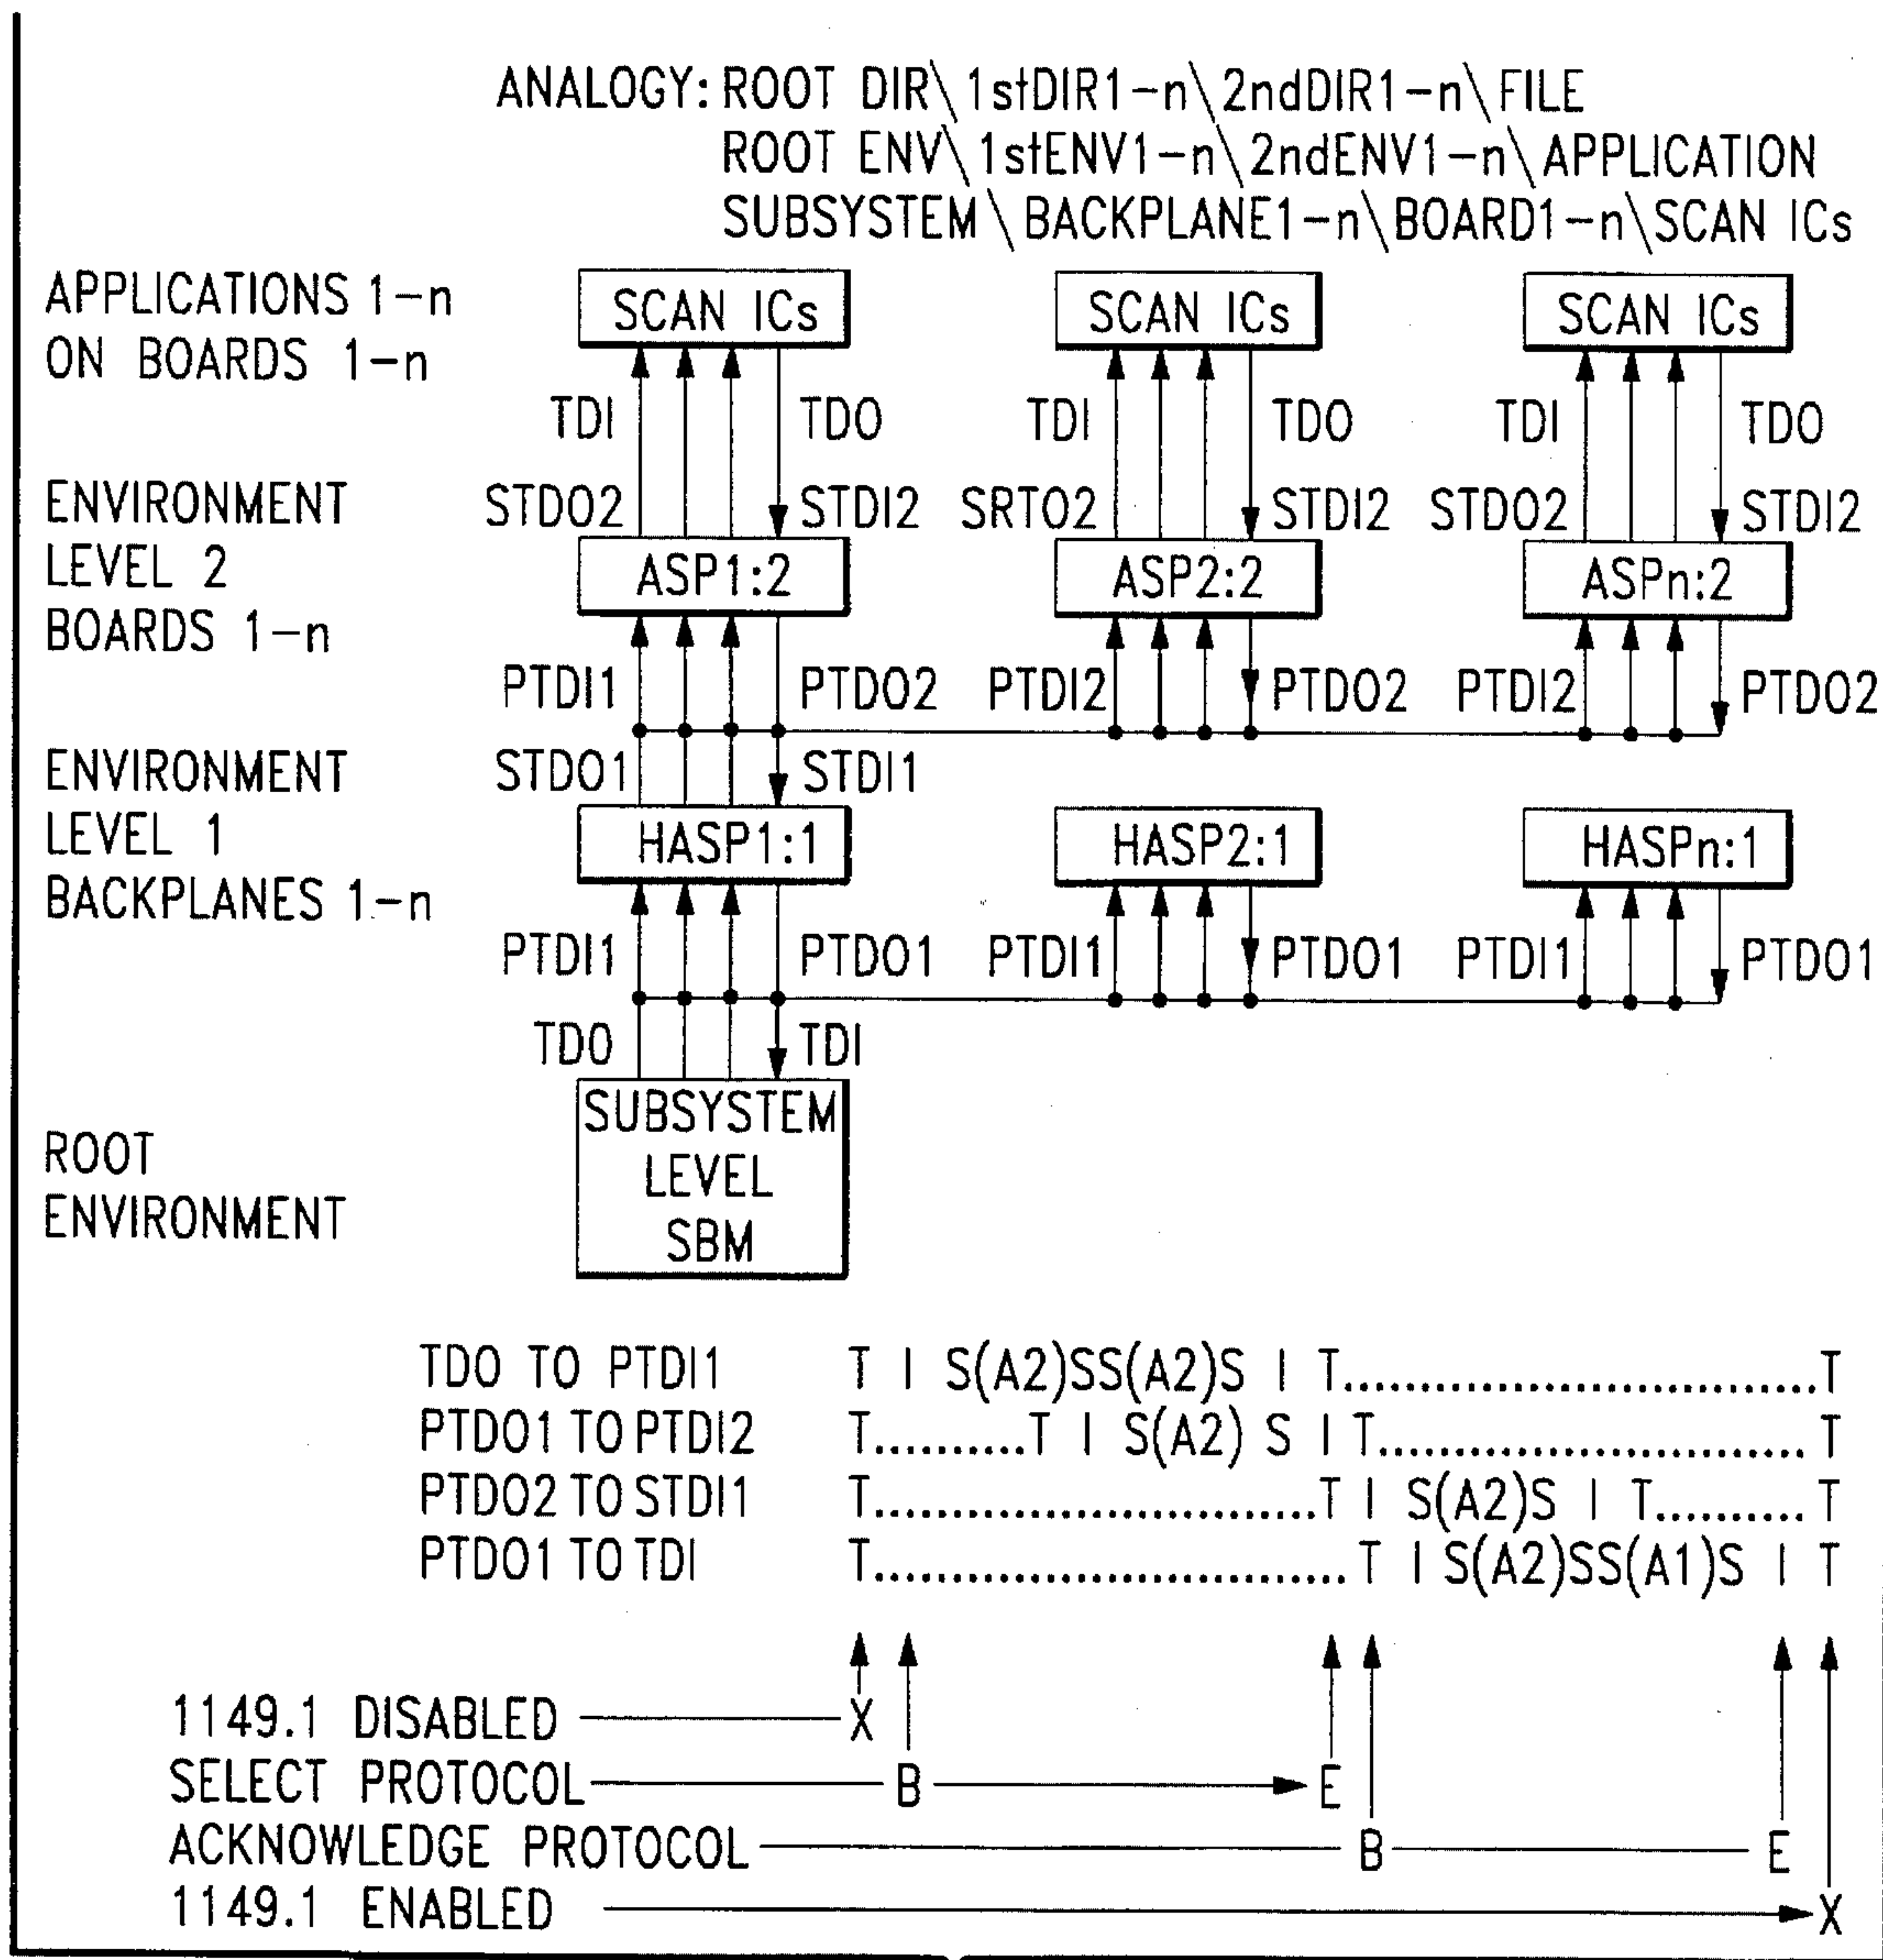 ANALOGY: ROOT DIR\1stDIR1-n\2ndDIR1-n\FILE
ROOT ENV\1stENV1-n\2ndENV1-n\APPLICATION
SUBSYSTEM\BACKPLANE1-n\BOARD1-n\SCAN ICs
APPLICATIONS 1-n
ON BOARDS 1-n
SCAN ICs SCAN ICs SCAN ICs
TDI TDO TDI TDO TDI TDO
ENVIRONMENT
LEVEL 2
BOARDS 1-n
STDO2 STDI2 SRTO2 STDI2 STDO2 STDI2
ASP1:2 ASP2:2 ASPn:2
PTDI1 PTDO2 PTDI2 PTDO2 PTDI2 PTDO2
ENVIRONMENT
LEVEL 1
BACKPLANES 1-n
STDO1 STDI1
HASP1:1 HASP2:1 HASPn:1
PTDI1 PTDO1 PTDI1 PTDO1 PTDI1 PTDO1
TDO TDI
ROOT
ENVIRONMENT
SUBSYSTEM
LEVEL
SBM
TDO TO PTDI1 T I S(A2)SS(A2)S I T...............................T
PTDO1 TO PTDI2 T..........T I S(A2) S I T............................ T
PTDO2 TO STDI1 T.............................T I S(A2)S I T.......... T
PTDO1 TO TDI T............................... T I S(A2)SS(A1)S I T
1149.1 DISABLED X
SELECT PROTOCOL B E
ACKNOWLEDGE PROTOCOL B E
1149.1 ENABLED X